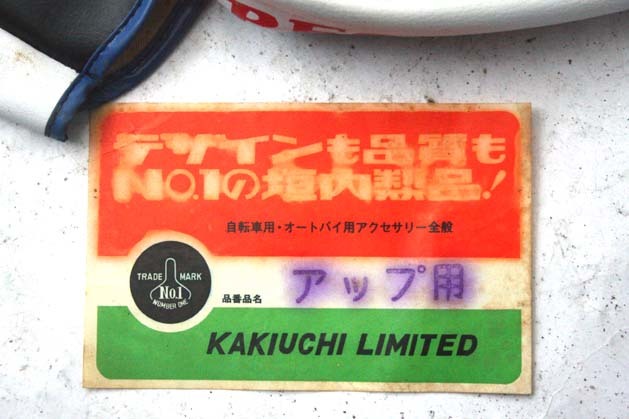 デザインも品質も
NO.1の垣内製品!
自転車用・オートバイ用アクセサリー全般
TRADE MARK
No.1
NUMBER ONE
品番品名 アップ用
KAKIUCHI LIMITED